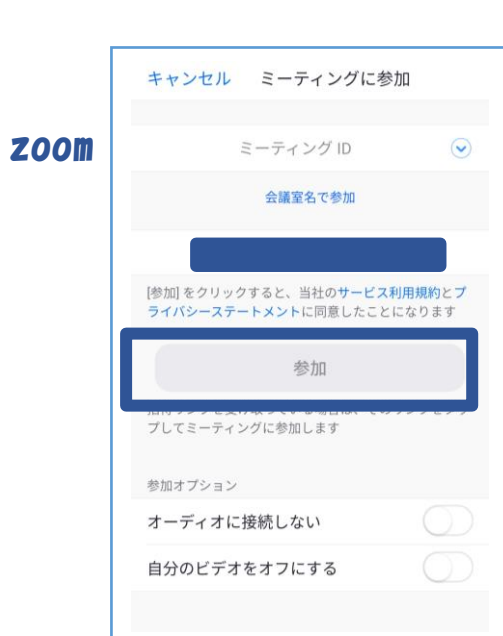 キャンセル ミーティングに参加
zoom
ミーティング ID
会議室名で参加
[参加] をクリックすると、当社のサービス利用規約とプ
ライバシーステートメントに同意したことになります
参加
プしてミーティングに参加します
参加オプション
オーディオに接続しない
自分のビデオをオフにする